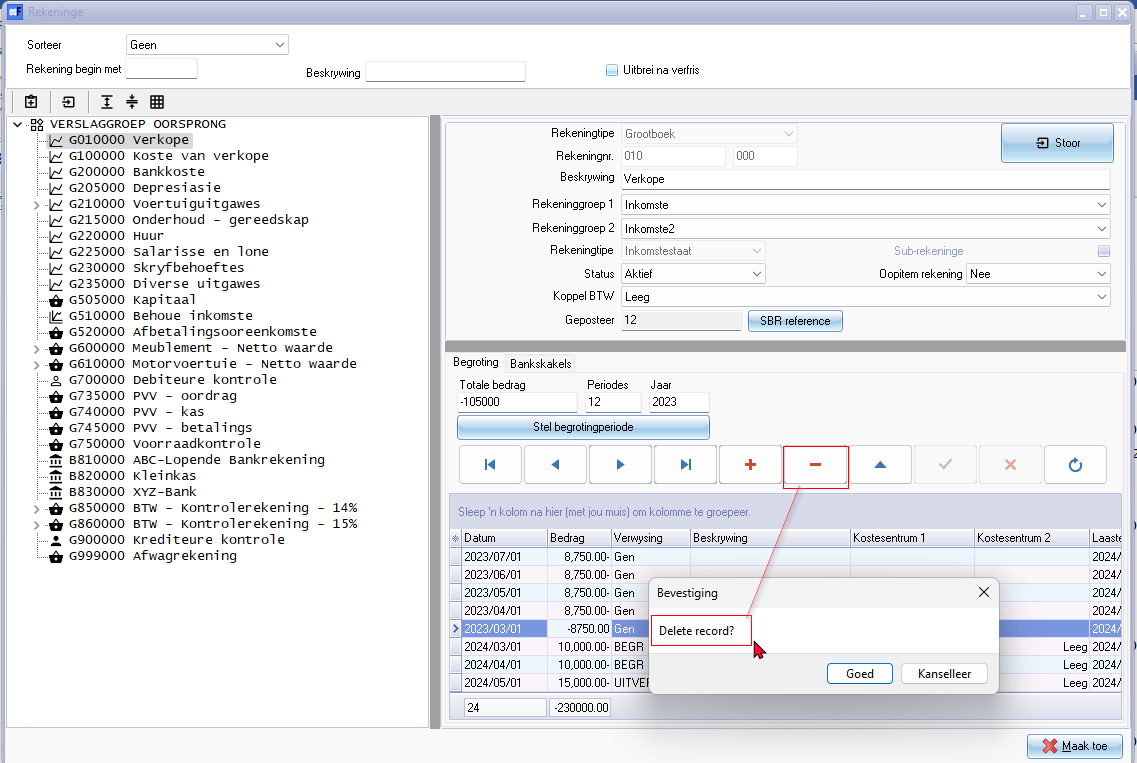 Rekeninge
Sorteer Geen
Rekening begin met
Beskrywing
Uitbrei na verfris
VERSLAGGROEP OORSPRONG
G010000 Verkope
G100000 Koste van verkope
G200000 Bankkoste
G205000 Depresiasie
G210000 Voertuiguitgawes
G215000 Onderhoud - gereedskap
G220000 Huur
G225000 Salarisse en lone
G230000 Skryfbehoeftes
G235000 Diverse uitgawes
G505000 Kapitaal
G510000 Behoue inkomste
G520000 Afbetalingsooreenkomste
G600000 Meublement - Netto waarde
G610000 Motorvoertuie - Netto waarde
G700000 Debiteure kontrole
G735000 PVV - oordrag
G740000 PVV - kas
G745000 PVV - betalings
G750000 Voorraadkontrole
B810000 ABC-Lopende Bankrekening
B820000 Kleinkas
B830000 XYZ-Bank
G850000 BTW - Kontrolerekening - 14%
G860000 BTW - Kontrolerekening - 15%
G900000 Krediteure kontrole
G999000 Afwagrekening
Rekeningtipe Grootboek
Stoor
Rekeningnr. 010 000
Beskrywing Verkope
Rekeninggroep 1 Inkomste
Rekeninggroep 2 Inkomste2
Rekeningtipe Inkomstestaat Sub-rekeninge
Status Aktief Oopitem rekening Nee
Koppel BTW Leeg
Geposteer 12 SBR reference
Begroting Bankskakels
Totale bedrag Periodes Jaar
-105000 12 2023
Stel begrotingperiode
Sleep 'n kolom na hier (met jou muis) om kolomme te groepeer.
Datum Bedrag Verwysing Beskrywing Kostesentrum 1 Kostesentrum 2 Laaste
2023/07/01 8,750.00- Gen 2024/
2023/06/01 8,750.00- Gen 2024/
2023/05/01 8,750.00- Gen 2024/
2023/04/01 8,750.00- Gen 2024/
2023/03/01 -8750.00 Gen 2024/
2024/03/01 10,000.00- BEGR Leeg 2024/
2024/04/01 10,000.00- BEGR Leeg 2024/
2024/05/01 15,000.00- UITVE Leeg 2024/
24 -230000.00
Bevestiging
Delete record?
Goed Kanselleer
Maak toe